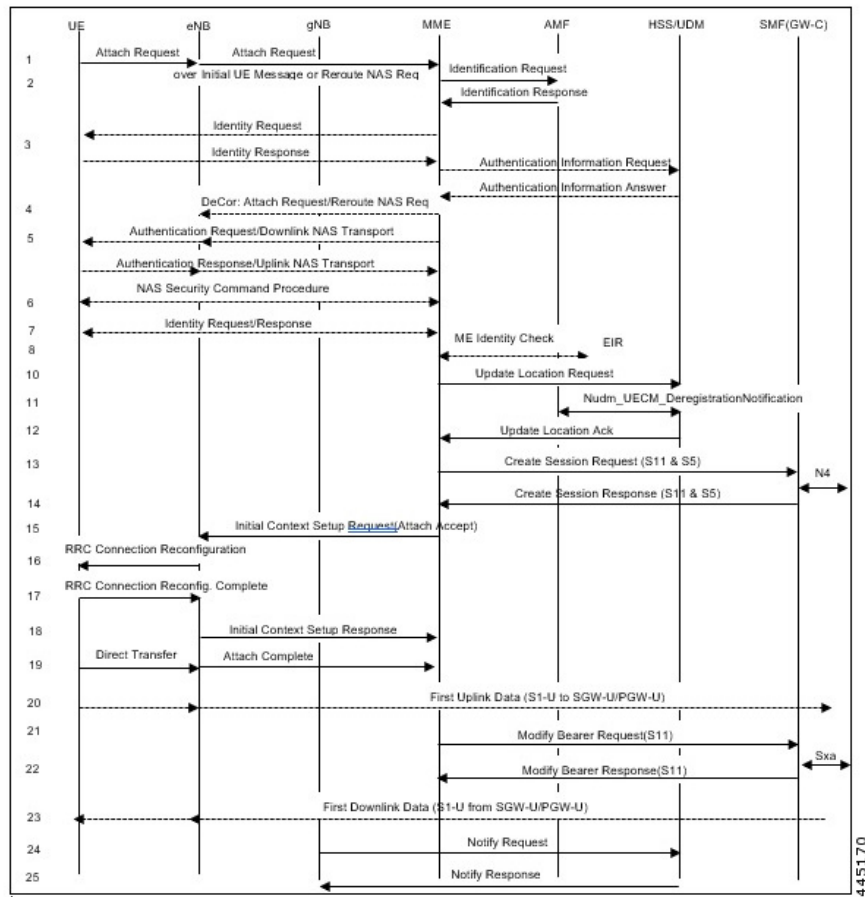 UE eNB gNB MME AMF HSS/UDM SMF(GW-C)
1 Attach Request Attach Request
over Initial UE Message or Reroute NAS Req
2 Identification Request
Identification Response
Identity Request
3 Identity Response
Authentication Information Request
Authentication Information Answer
4 DeCor: Attach Request/Reroute NAS Req
5 Authentication Request/Downlink NAS Transport
Authentication Response/Uplink NAS Transport
6 NAS Security Command Procedure
7 Identity Request/Response
8 ME Identity Check EIR
10 Update Location Request
11 Nudm_UECM_DeregistrationNotification
12 Update Location Ack
13 Create Session Request (S11 & S5)
N4
14 Create Session Response (S11 & S5)
15 Initial Context Setup Request(Attach Accept)
16 RRC Connection Reconfiguration
17 RRC Connection Reconfig. Complete
18 Initial Context Setup Response
19 Direct Transfer Attach Complete
20 First Uplink Data (S1-U to SGW-U/PGW-U)
21 Modify Bearer Request(S11)
Sxa
22 Modify Bearer Response(S11)
23 First Downlink Data (S1-U from SGW-U/PGW-U)
24 Notify Request
25 Notify Response
445170